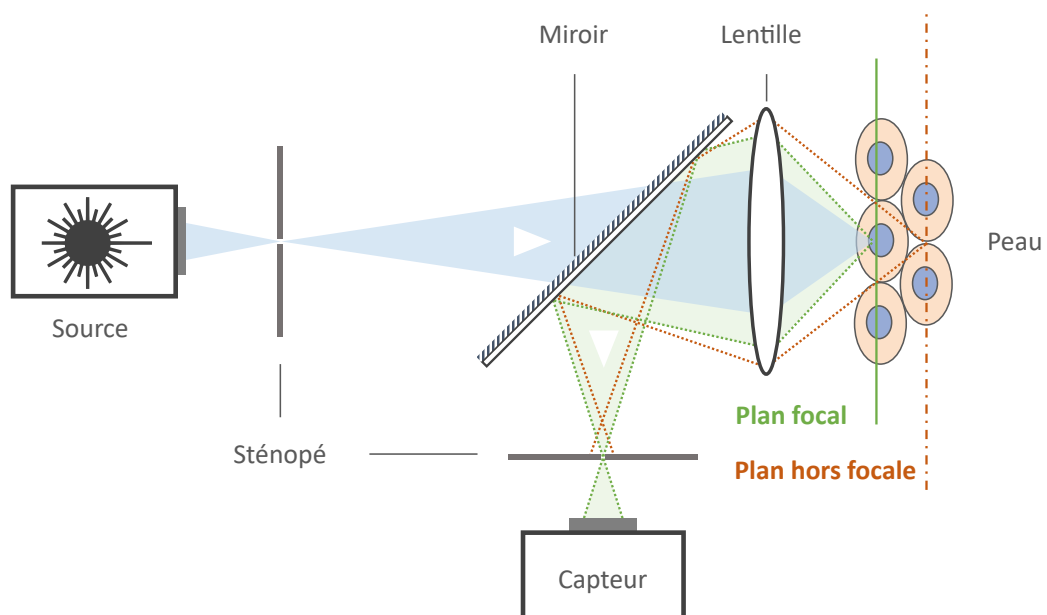 Miroir
Lentille
Peau
Source
Plan focal
Sténopé
Plan hors focale
Capteur